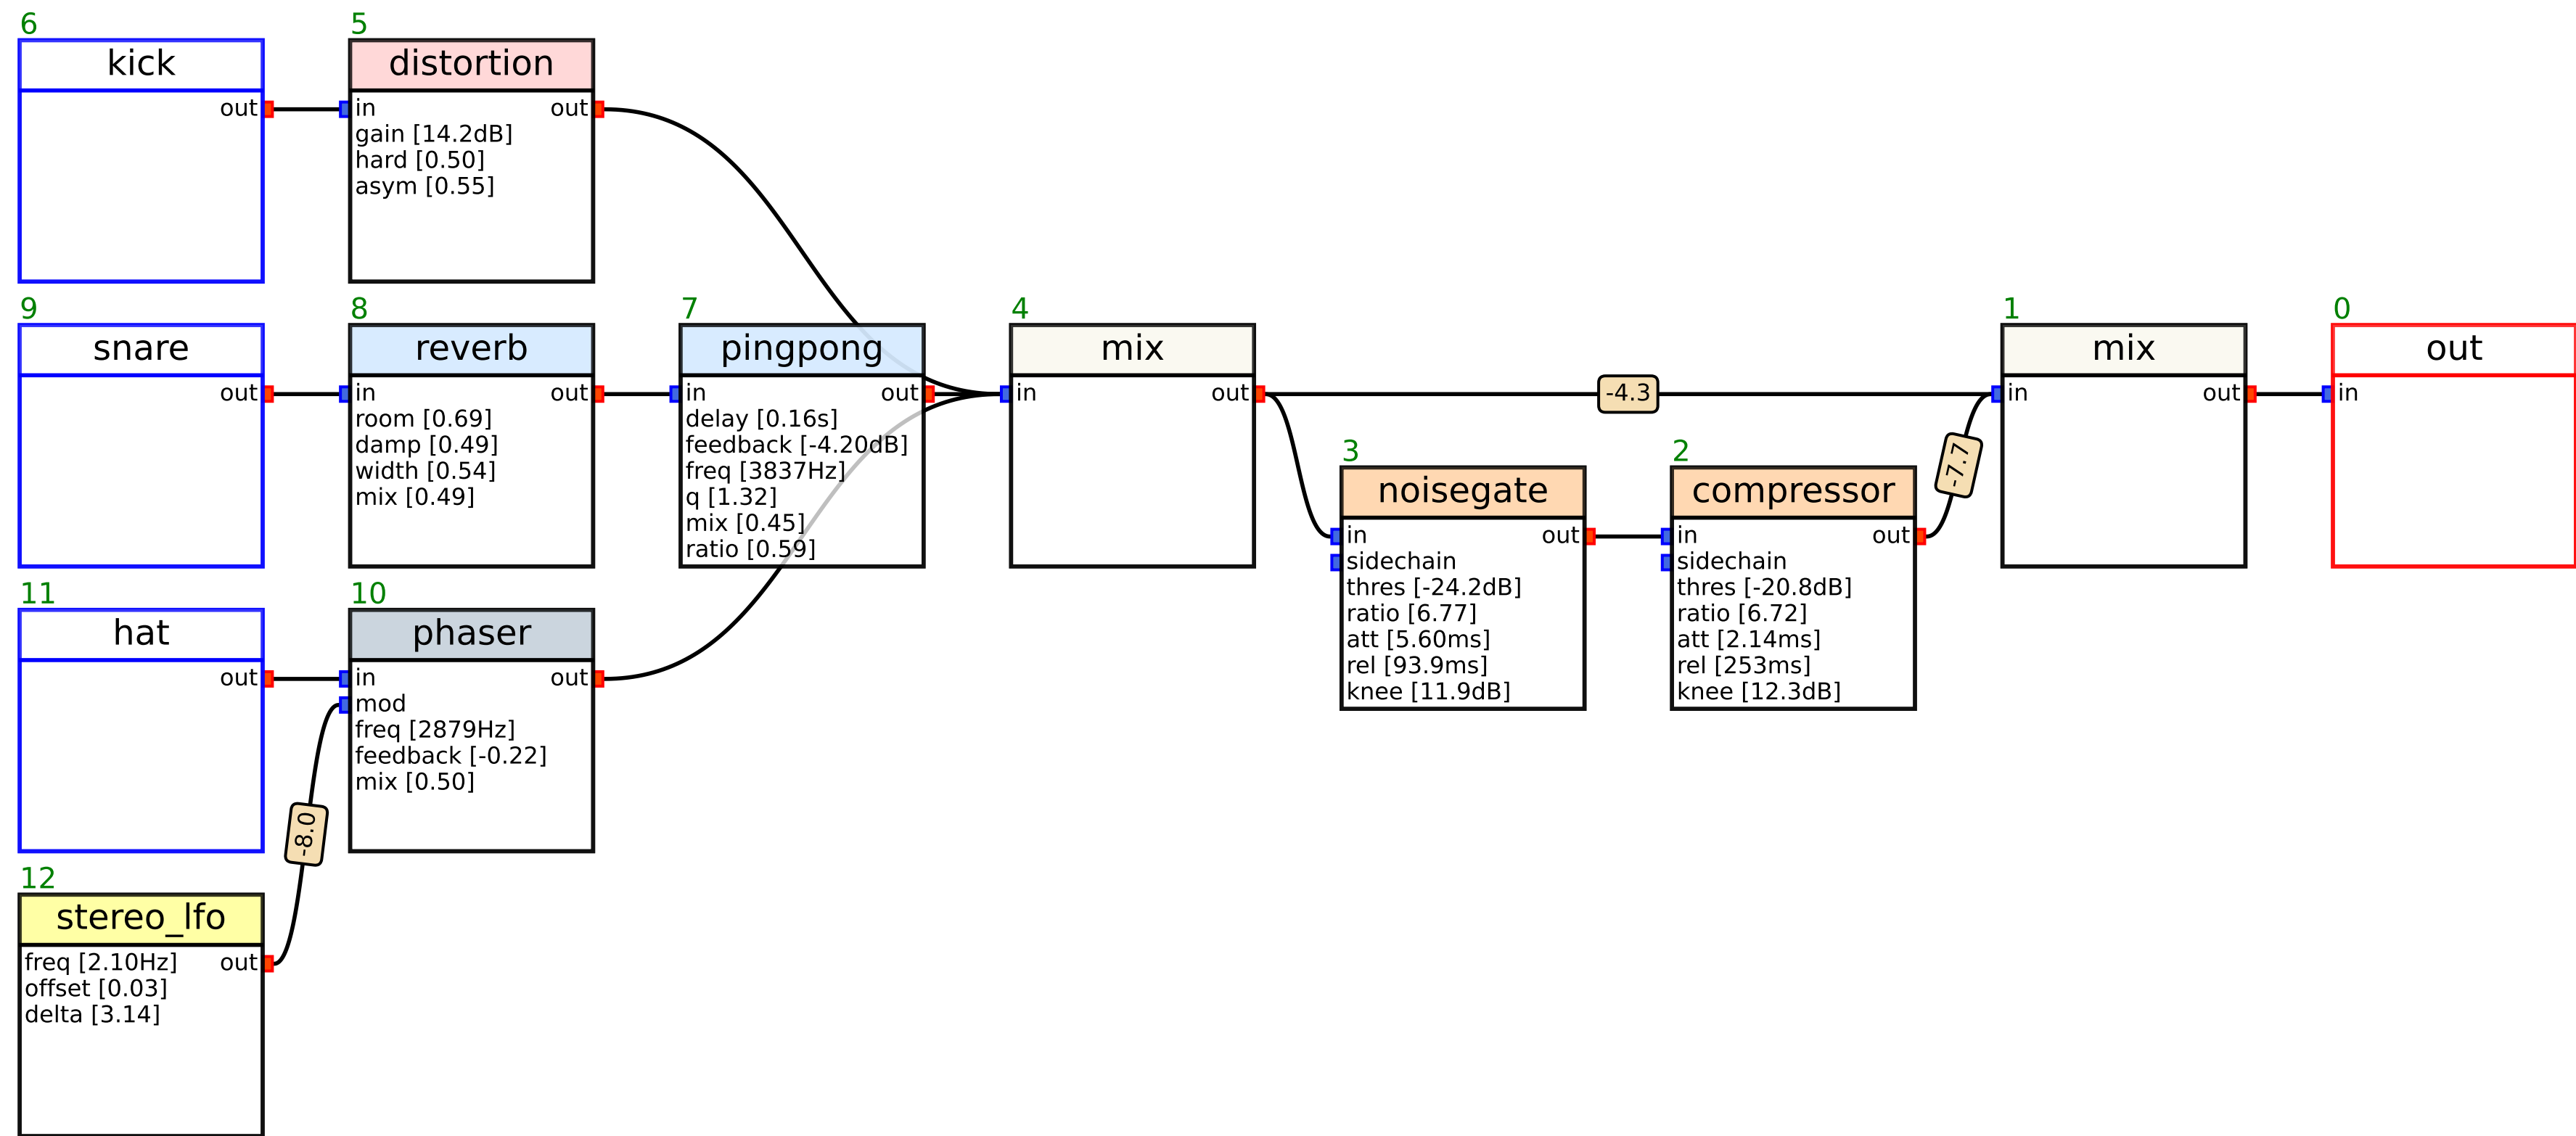 6
kick
out
5
distortion
in out
gain [14.2dB]
hard [0.50]
asym [0.55]
9
snare
out
8
reverb
in out
room [0.69]
damp [0.49]
width [0.54]
mix [0.49]
7
pingpong
in out
delay [0.16s]
feedback [-4.20dB]
freq [3837Hz]
q [1.32]
mix [0.45]
ratio [0.59]
4
mix
in out
-4.3
3
noisegate
in out
sidechain
thres [-24.2dB]
ratio [6.77]
att [5.60ms]
rel [93.9ms]
knee [11.9dB]
2
compressor
in out
sidechain
thres [-20.8dB]
ratio [6.72]
att [2.14ms]
rel [253ms]
knee [12.3dB]
-7.7
1
mix
in out
0
out
in
11
hat
out
10
phaser
in out
mod
freq [2879Hz]
feedback [-0.22]
mix [0.50]
-8.0
12
stereo_lfo
freq [2.10Hz] out
offset [0.03]
delta [3.14]